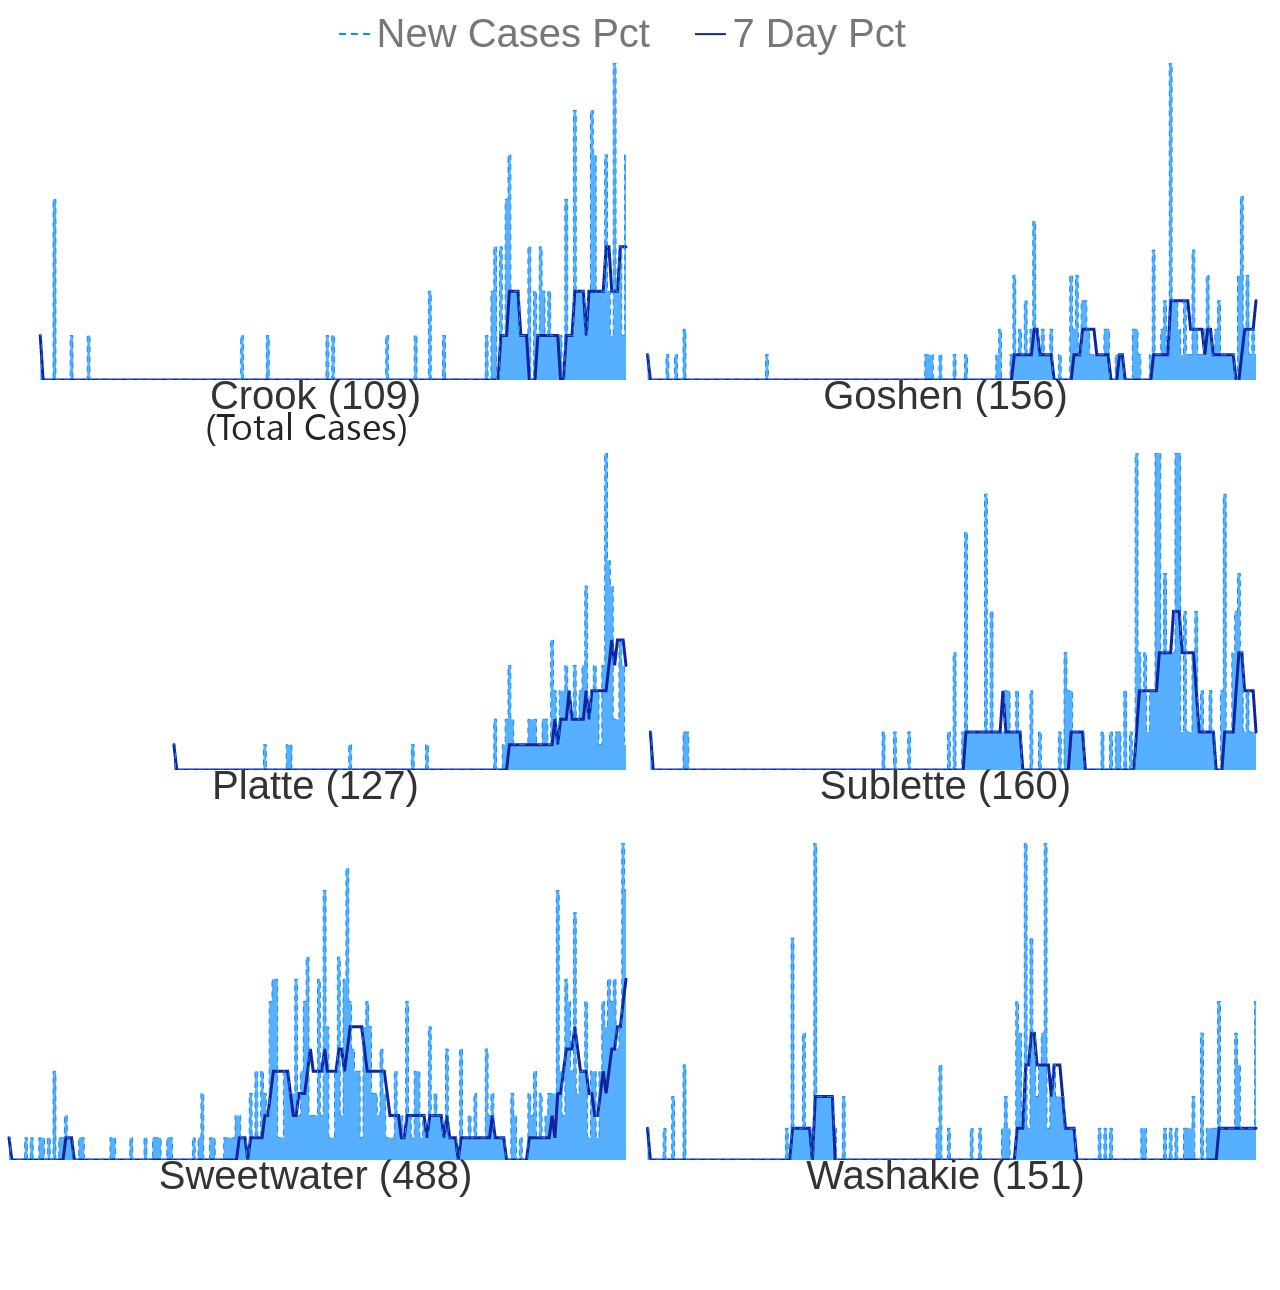 New Cases Pct 7 Day Pct
Crook (109) Goshen (156)
(Total Cases)
Platte (127) Sublette (160)
Sweetwater (488) Washakie (151)